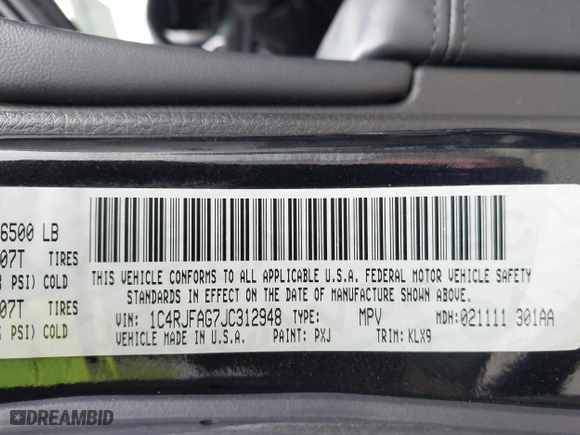 6500 LB
07T TIRES
PSI) COLD
07T TIRES
PSI) COLD
THIS VEHICLE CONFORMS TO ALL APPLICABLE U.S.A. FEDERAL MOTOR VEHICLE SAFETY
STANDARDS IN EFFECT ON THE DATE OF MANUFACTURE SHOWN ABOVE.
VIN: 1C4RJFAG7JC312948 TYPE: MPV MDH: 021111 301AA
VEHICLE MADE IN U.S.A. PAINT: PXJ TRIM: KLX9
DREAMBID